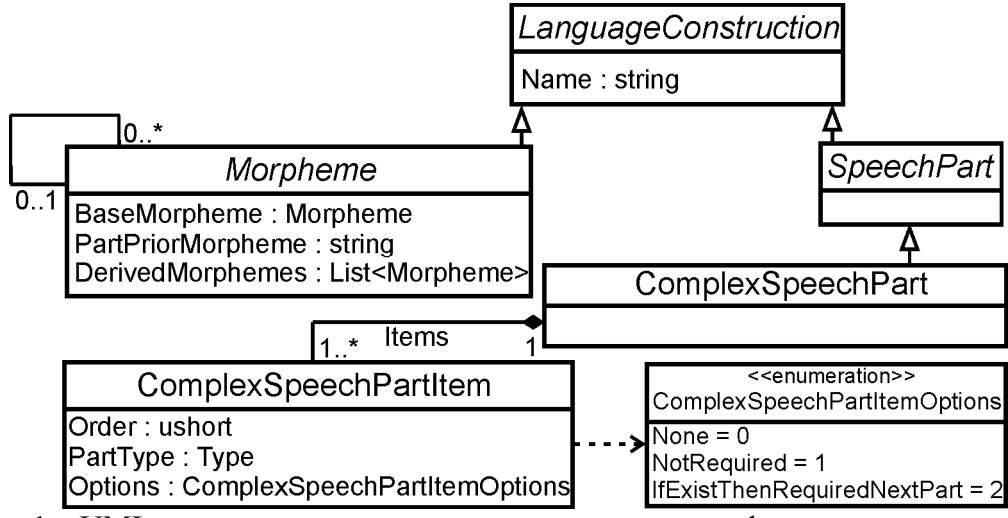 LanguageConstruction
Name : string
0..*
0..1
Morpheme
BaseMorpheme : Morpheme
PartPriorMorpheme : string
DerivedMorphemes : List<Morpheme>
SpeechPart
ComplexSpeechPart
Items
1..*
1
ComplexSpeechPartItem
Order : ushort
PartType : Type
Options : ComplexSpeechPartItemOptions
<<enumeration>>
ComplexSpeechPartItemOptions
None = 0
NotRequired = 1
IfExistThenRequiredNextPart = 2